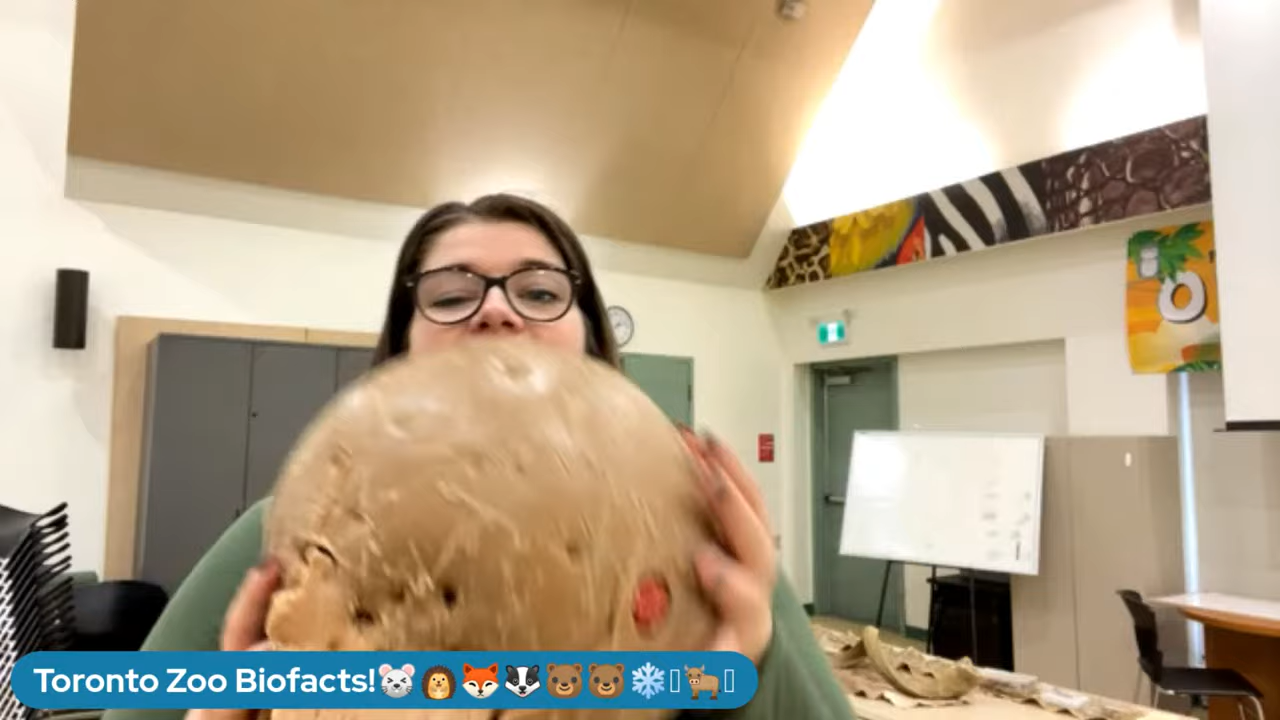 O
Toronto Zoo Biofacts!🐭🦔🦊🦡🐻🐻❄️🐂